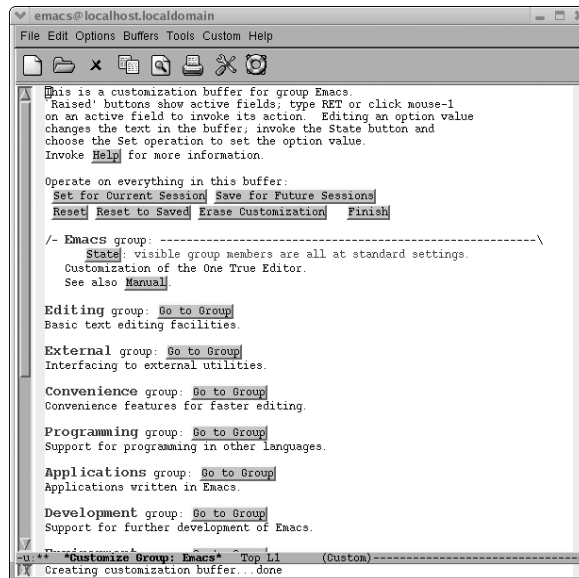 emacs@localhost.localdomain
File Edit Options Buffers Tools Custom Help
This is a customization buffer for group Emacs.
`Raised' buttons show active fields; type RET or click mouse-1
on an active field to invoke its action.  Editing an option value
changes the text in the buffer; invoke the State button and
choose the Set operation to set the option value.
Invoke Help for more information.
Operate on everything in this buffer:
Set for Current Session Save for Future Sessions
Reset Reset to Saved Erase Customization Finish
/- Emacs group: ---------------------------------------------------------\
State: visible group members are all at standard settings.
Customization of the One True Editor.
See also Manual.
Editing group: Go to Group
Basic text editing facilities.
External group: Go to Group
Interfacing to external utilities.
Convenience group: Go to Group
Convenience features for faster editing.
Programming group: Go to Group
Support for programming in other languages.
Applications group: Go to Group
Applications written in Emacs.
Development group: Go to Group
Support for further development of Emacs.
-u:** *Customize Group: Emacs* Top L1 (Custom)------------------------------
Creating customization buffer...done